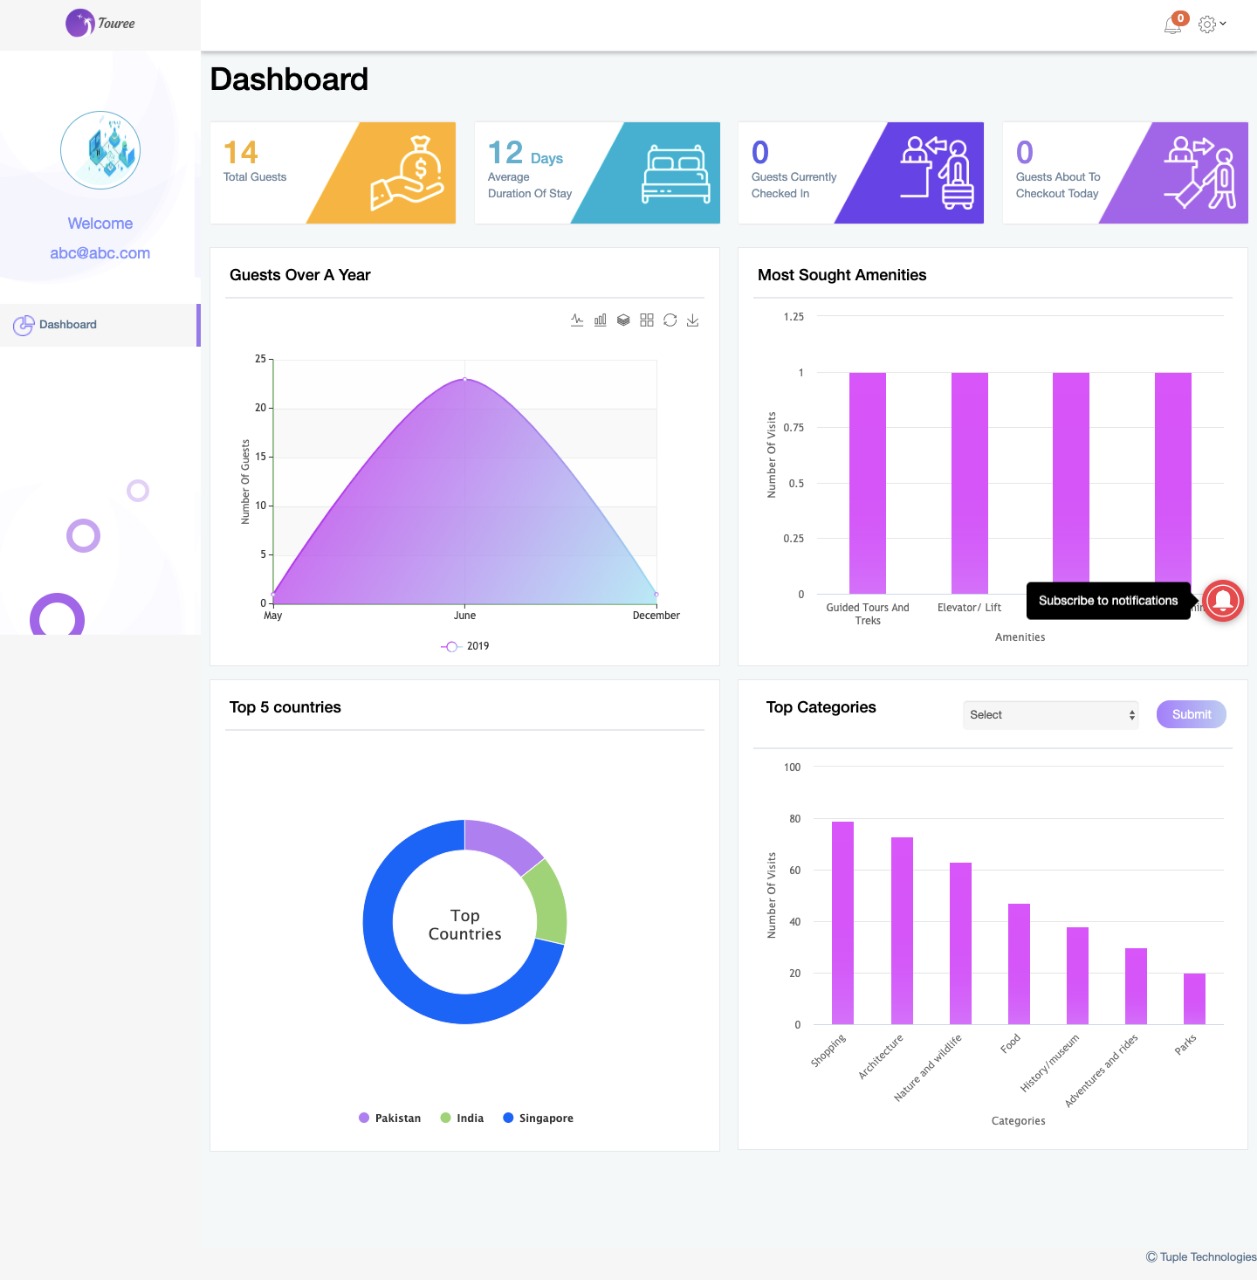 Touree
0
Welcome
abc@abc.com
Dashboard
Dashboard
14
Total Guests
12 Days
Average
Duration Of Stay
0
Guests Currently
Checked In
0
Guests About To
Checkout Today
Guests Over A Year
Number Of Guests
25
20
15
10
5
0
May
June
December
2019
Most Sought Amenities
Number Of Visits
1.25
1
0.75
0.5
0.25
0
Guided Tours And
Treks
Elevator/ Lift
Subscribe to notifications
Amenities
Top 5 countries
Top
Countries
Pakistan
India
Singapore
Top Categories
Select
Submit
Number Of Visits
100
80
60
40
20
0
Shopping
Architecture
Nature and wildlife
Food
History/museum
Adventures and rides
Parks
Categories
© Tuple Technologies